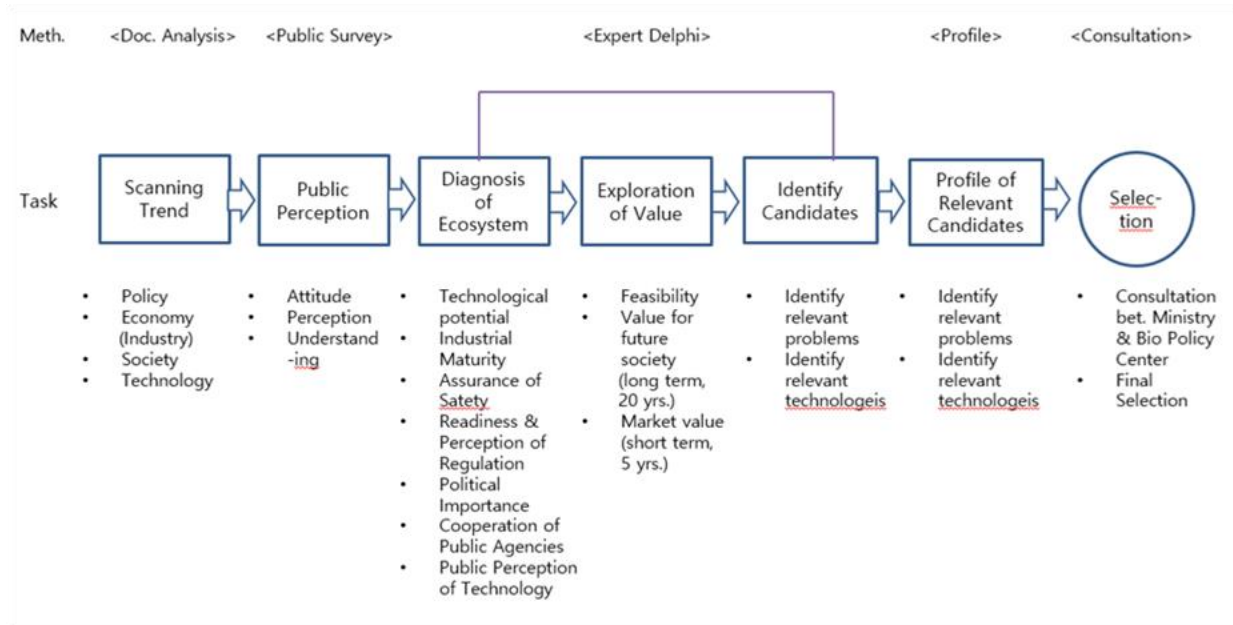 Meth. <Doc. Analysis> <Public Survey> <Expert Delphi> <Profile> <Consultation>
Task
Scanning
Trend
Public
Perception
Diagnosis
of
Ecosystem
Exploration
of Value
Identify
Candidates
Profile of
Relevant
Candidates
Selec-
tion
• Policy
• Economy
(Industry)
• Society
• Technology
• Attitude
• Perception
• Understand
-ing
• Technological
potential
• Industrial
Maturity
• Assurance of
Satety
• Readiness &
Perception of
Regulation
• Political
Importance
• Cooperation of
Public Agencies
• Public Perception
of Technology
• Feasibility
• Value for
future
society
(long term,
20 yrs.)
• Market value
(short term,
5 yrs.)
• Identify
relevant
problems
• Identify
relevant
technologeis
• Identify
relevant
problems
• Identify
relevant
technologeis
• Consultation
bet. Ministry
& Bio Policy
Center
• Final
Selection